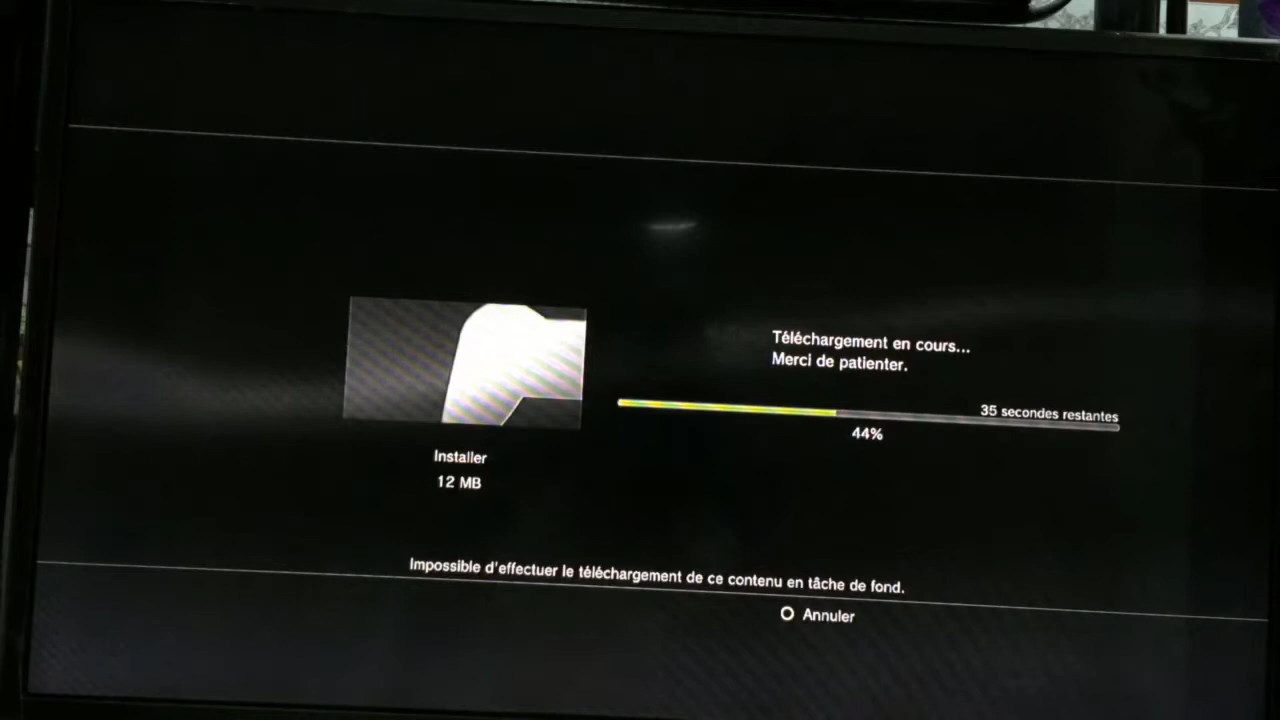 Téléchargement en cours...
Merci de patienter.
35 secondes restantes
44%
Installer
12 MB
Impossible d'effectuer le téléchargement de ce contenu en tâche de fond.
Annuler